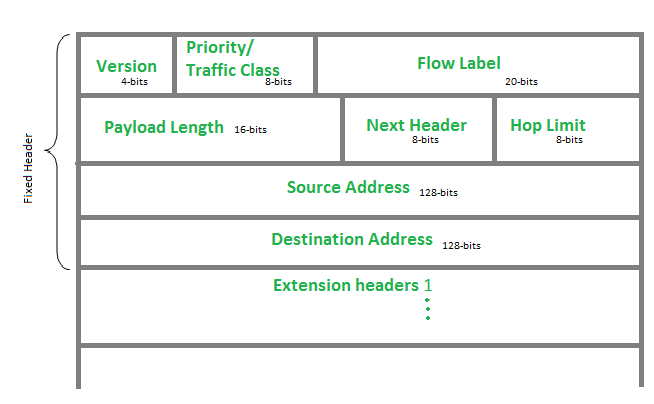 Fixed Header
Version
4-bits
Priority/
Traffic Class
8-bits
Flow Label
20-bits
Payload Length 16-bits
Next Header
8-bits
Hop Limit
8-bits
Source Address 128-bits
Destination Address 128-bits
Extension headers 1